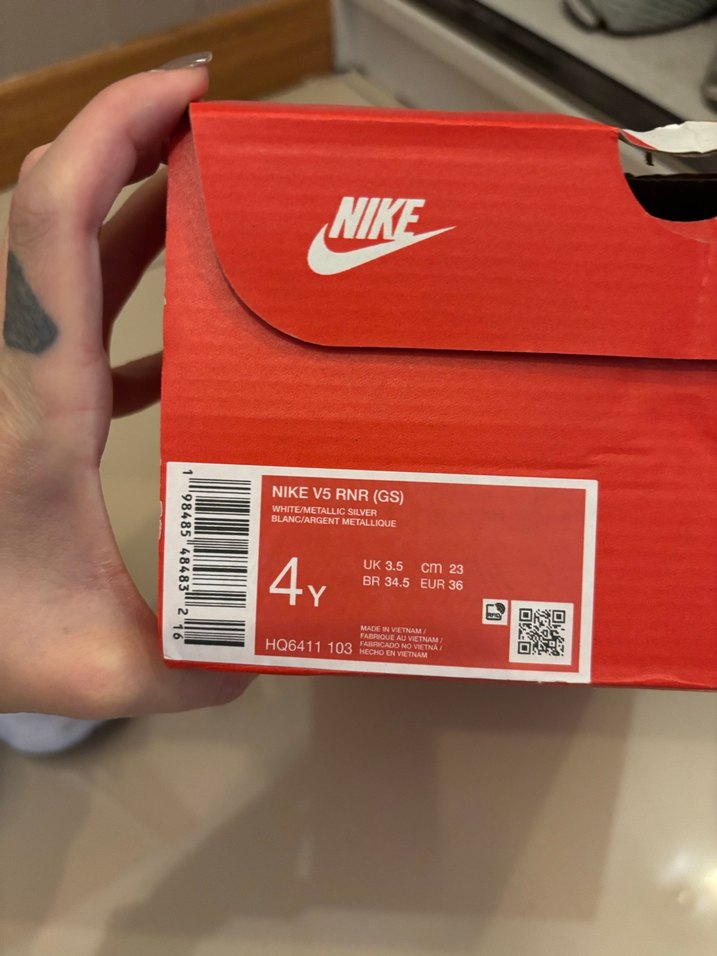 NIKE
NIKE V5 RNR (GS)
WHITE/METALLIC SILVER
BLANC/ARGENT METALLIQUE
4Y
UK 3.5 cm 23
BR 34.5 EUR 36
HQ6411 103
MADE IN VIETNAM /
FABRIQUE AU VIETNAM /
FABRICADO NO VIETNÃ /
HECHO EN VIETNAM
1 98485 48483 2 16